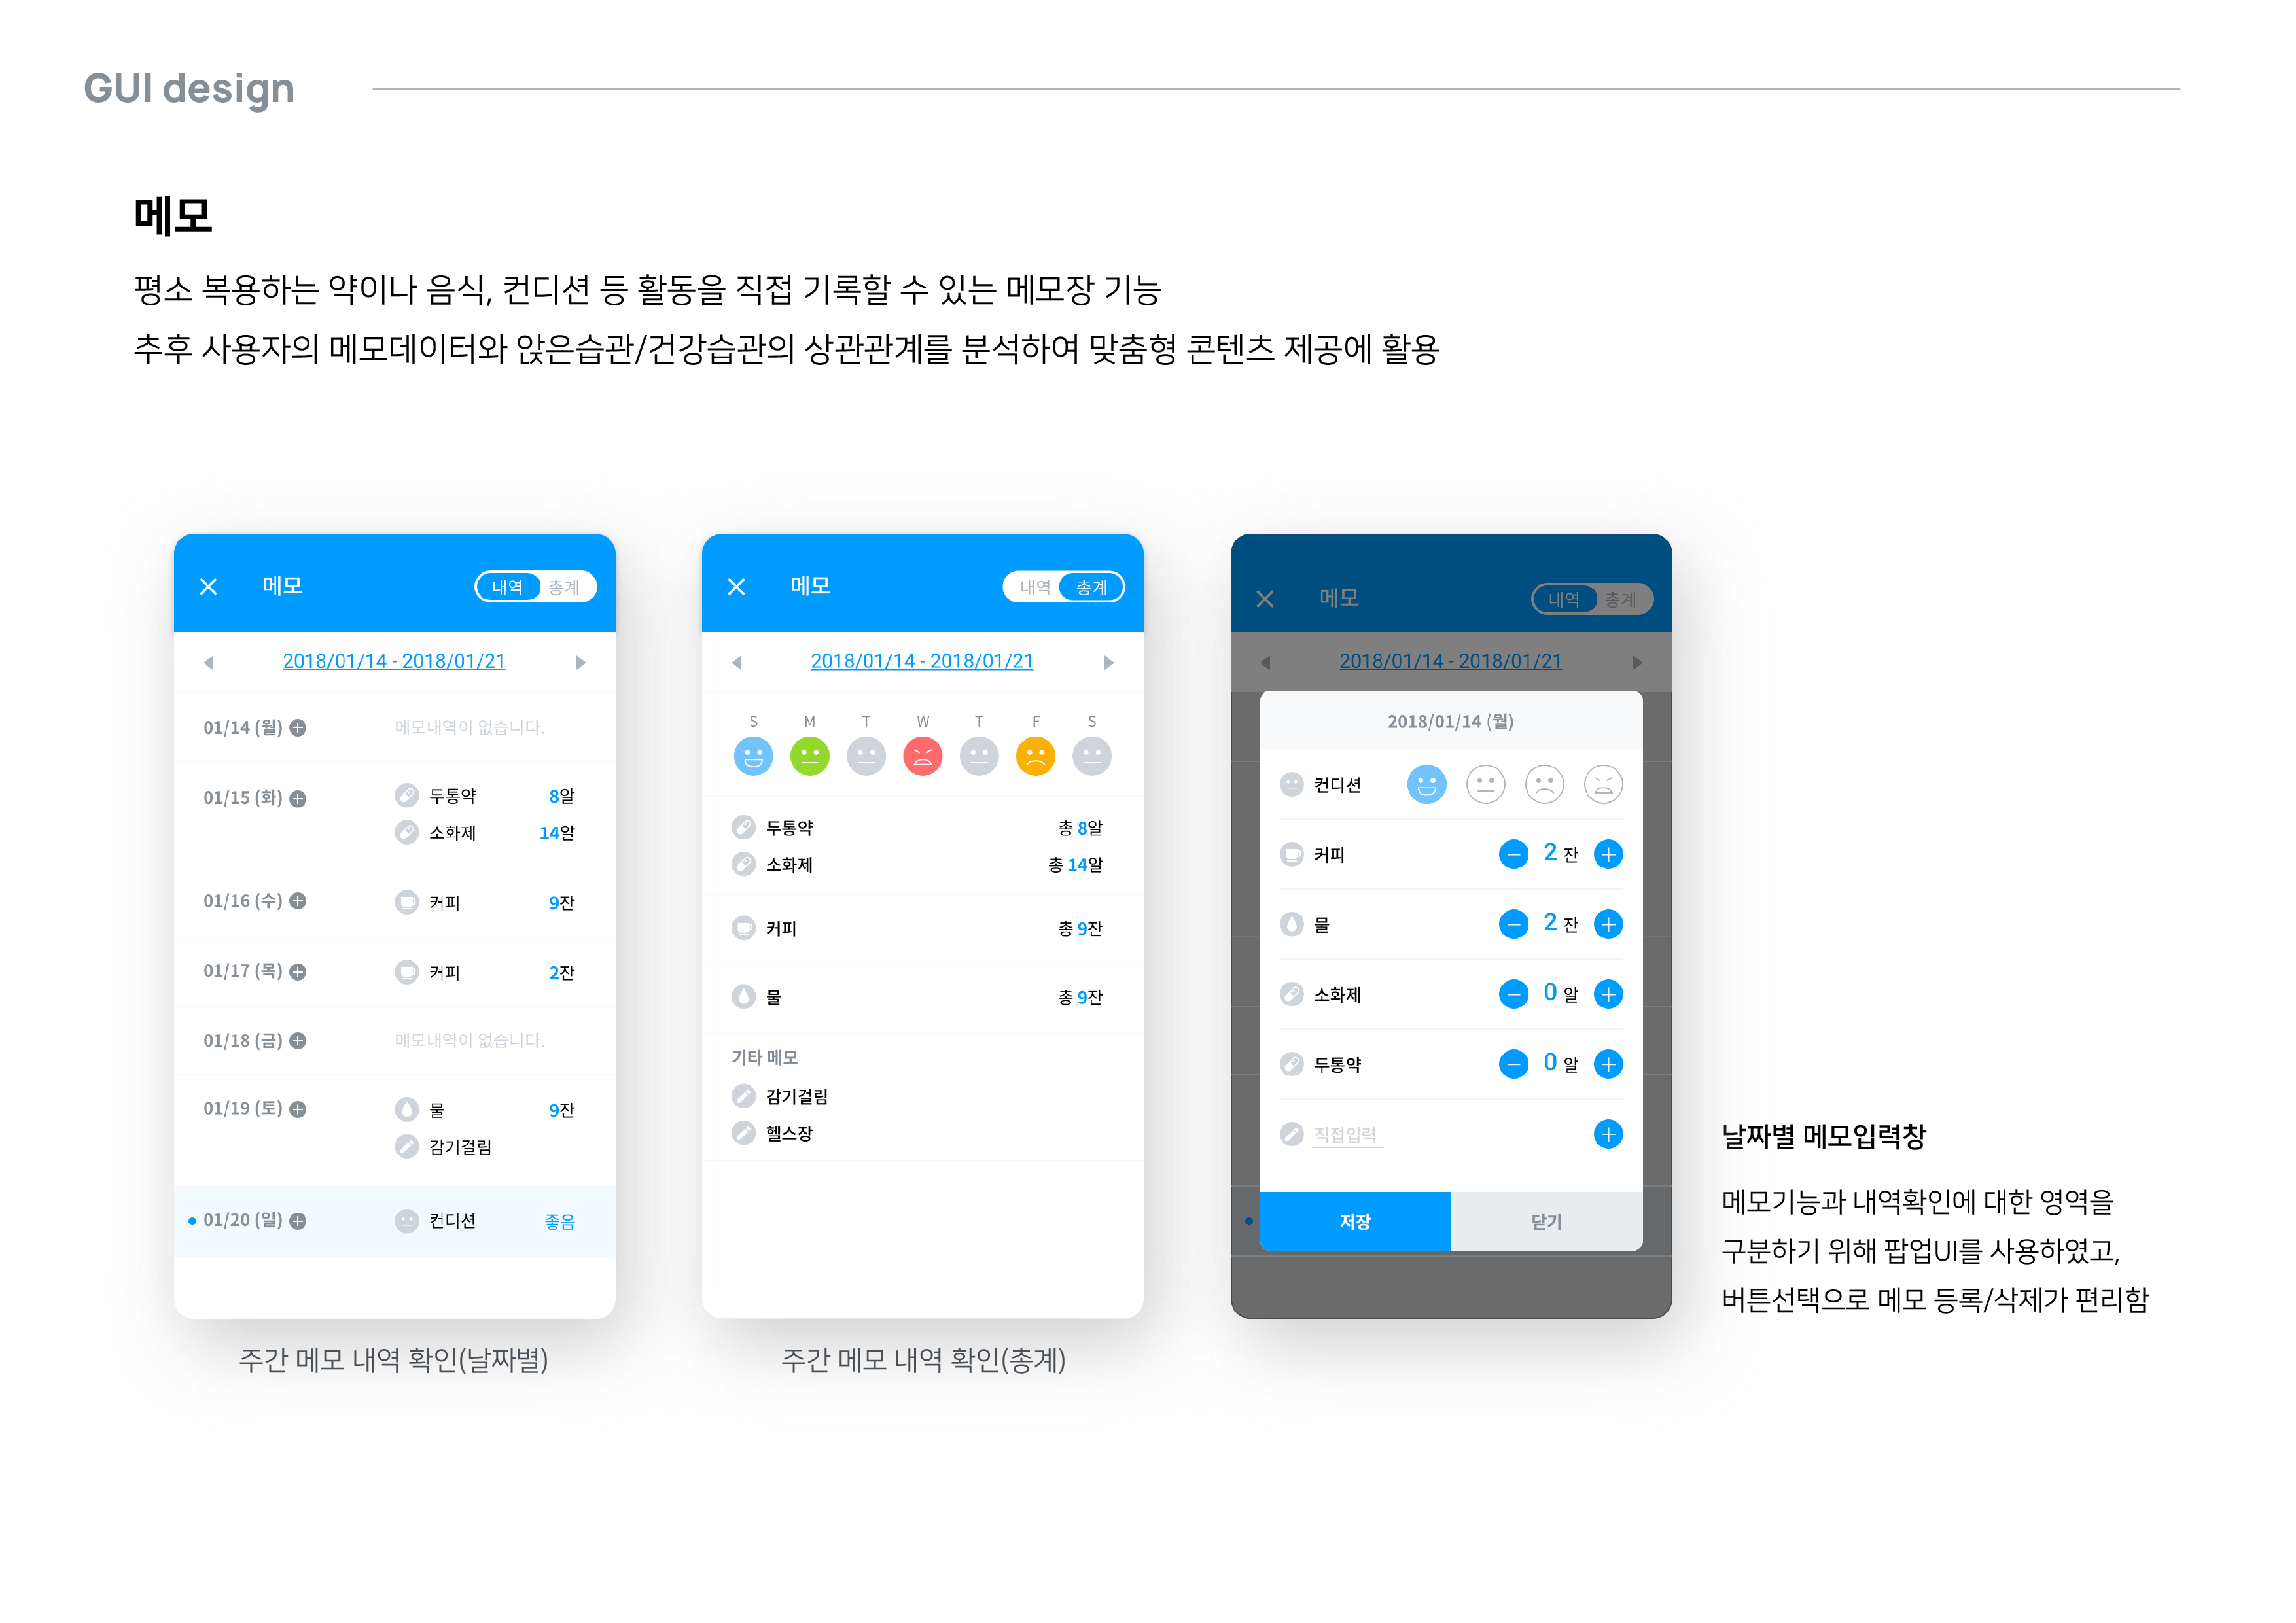 GUI design
메모
평소 복용하는 약이나 음식, 컨디션 등 활동을 직접 기록할 수 있는 메모장 기능
추후 사용자의 메모데이터와 앉은습관/건강습관의 상관관계를 분석하여 맞춤형 콘텐츠 제공에 활용
메모 내역 총계
2018/01/14 - 2018/01/21
01/14 (월) 메모내역이 없습니다.
01/15 (화) 두통약 8알
소화제 14알
01/16 (수) 커피 9잔
01/17 (목) 커피 2잔
01/18 (금) 메모내역이 없습니다.
01/19 (토) 물 9잔
감기걸림
01/20 (일) 컨디션 좋음
주간 메모 내역 확인(날짜별)
메모 내역 총계
2018/01/14 - 2018/01/21
S M T W T F S
두통약 총 8알
소화제 총 14알
커피 총 9잔
물 총 9잔
기타 메모
감기걸림
헬스장
주간 메모 내역 확인(총계)
메모 내역 총계
2018/01/14 - 2018/01/21
2018/01/14 (월)
컨디션
커피 2 잔
물 2 잔
소화제 0 알
두통약 0 알
직접입력
저장 닫기
날짜별 메모입력창
메모기능과 내역확인에 대한 영역을
구분하기 위해 팝업UI를 사용하였고,
버튼선택으로 메모 등록/삭제가 편리함